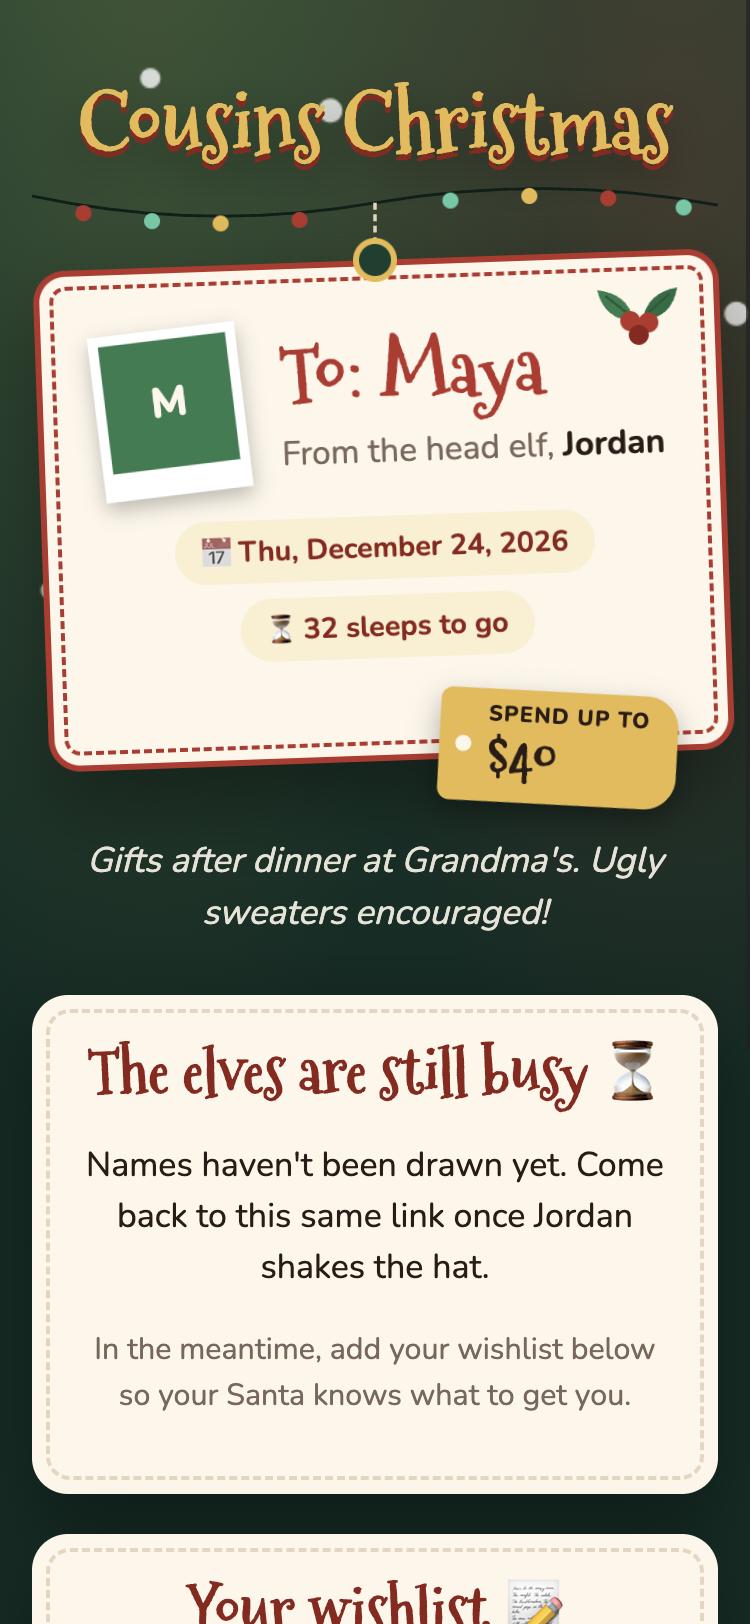 Cousins Christmas
M
To: Maya
From the head elf, Jordan
17 Thu, December 24, 2026
32 sleeps to go
SPEND UP TO
$40
Gifts after dinner at Grandma's. Ugly
sweaters encouraged!
The elves are still busy
Names haven't been drawn yet. Come
back to this same link once Jordan
shakes the hat.
In the meantime, add your wishlist below
so your Santa knows what to get you.
Your wishlist